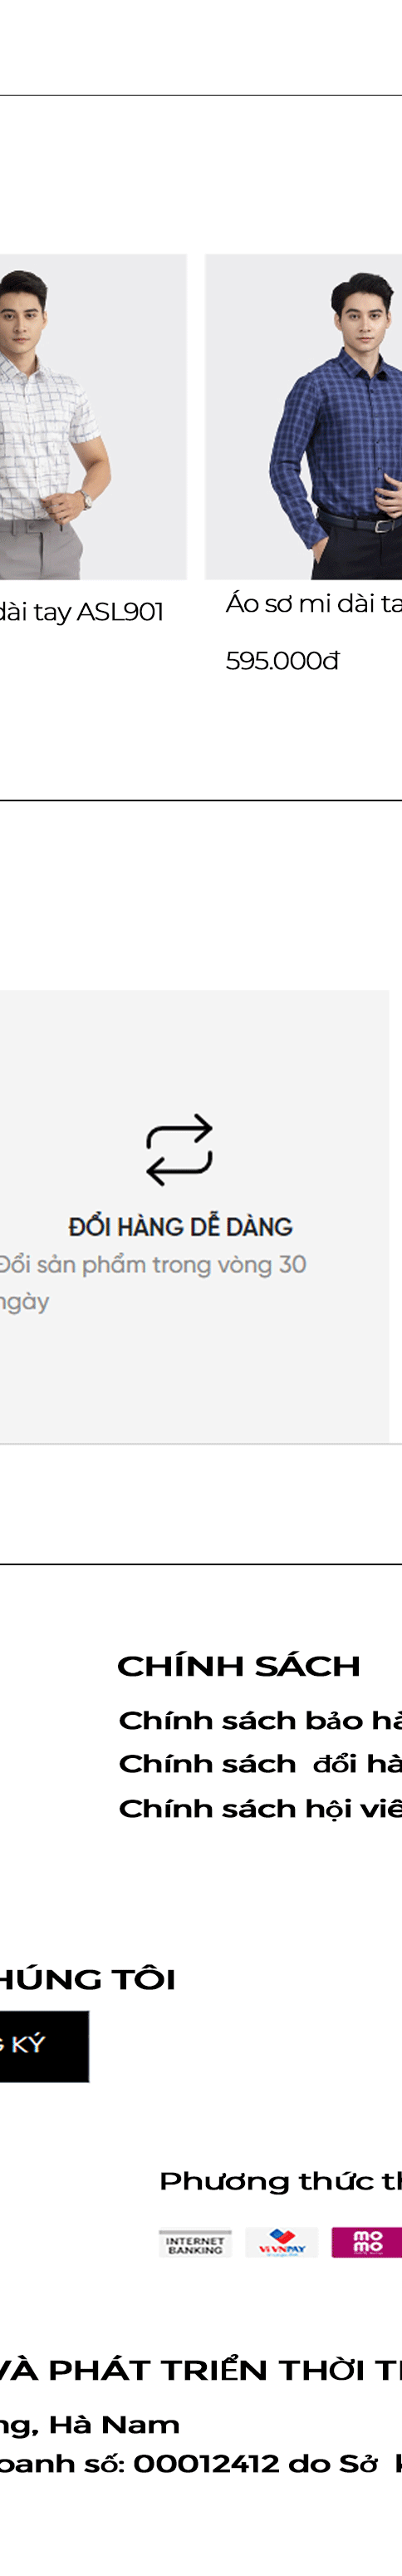 dài tay ASL901
Áo sơ mi dài ta
595.000đ
ĐỔI HÀNG DỄ DÀNG
Đổi sản phẩm trong vòng 30
ngày
CHÍNH SÁCH
Chính sách bảo hà
Chính sách đổi hà
Chính sách hội viê
HÚNG TÔI
G KÝ
Phương thức th
INTERNET
BANKING
VNPAY
mo
mo
VÀ PHÁT TRIỂN THỜI T
ng, Hà Nam
oanh số: 00012412 do Sở k